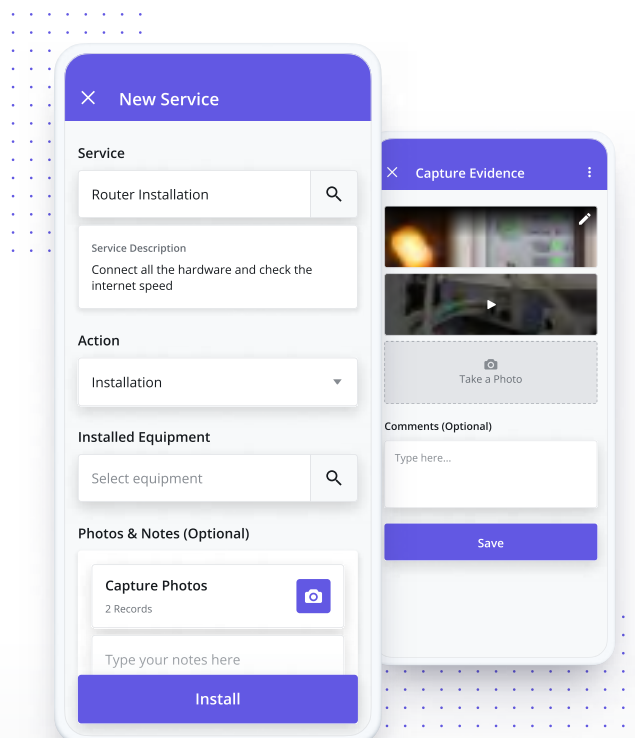 New Service
Service
Router Installation
Service Description
Connect all the hardware and check the
internet speed
Action
Installation
Installed Equipment
Select equipment
Photos & Notes (Optional)
Capture Photos
2 Records
Type your notes here
Install
Capture Evidence
Take a Photo
Comments (Optional)
Type here...
Save